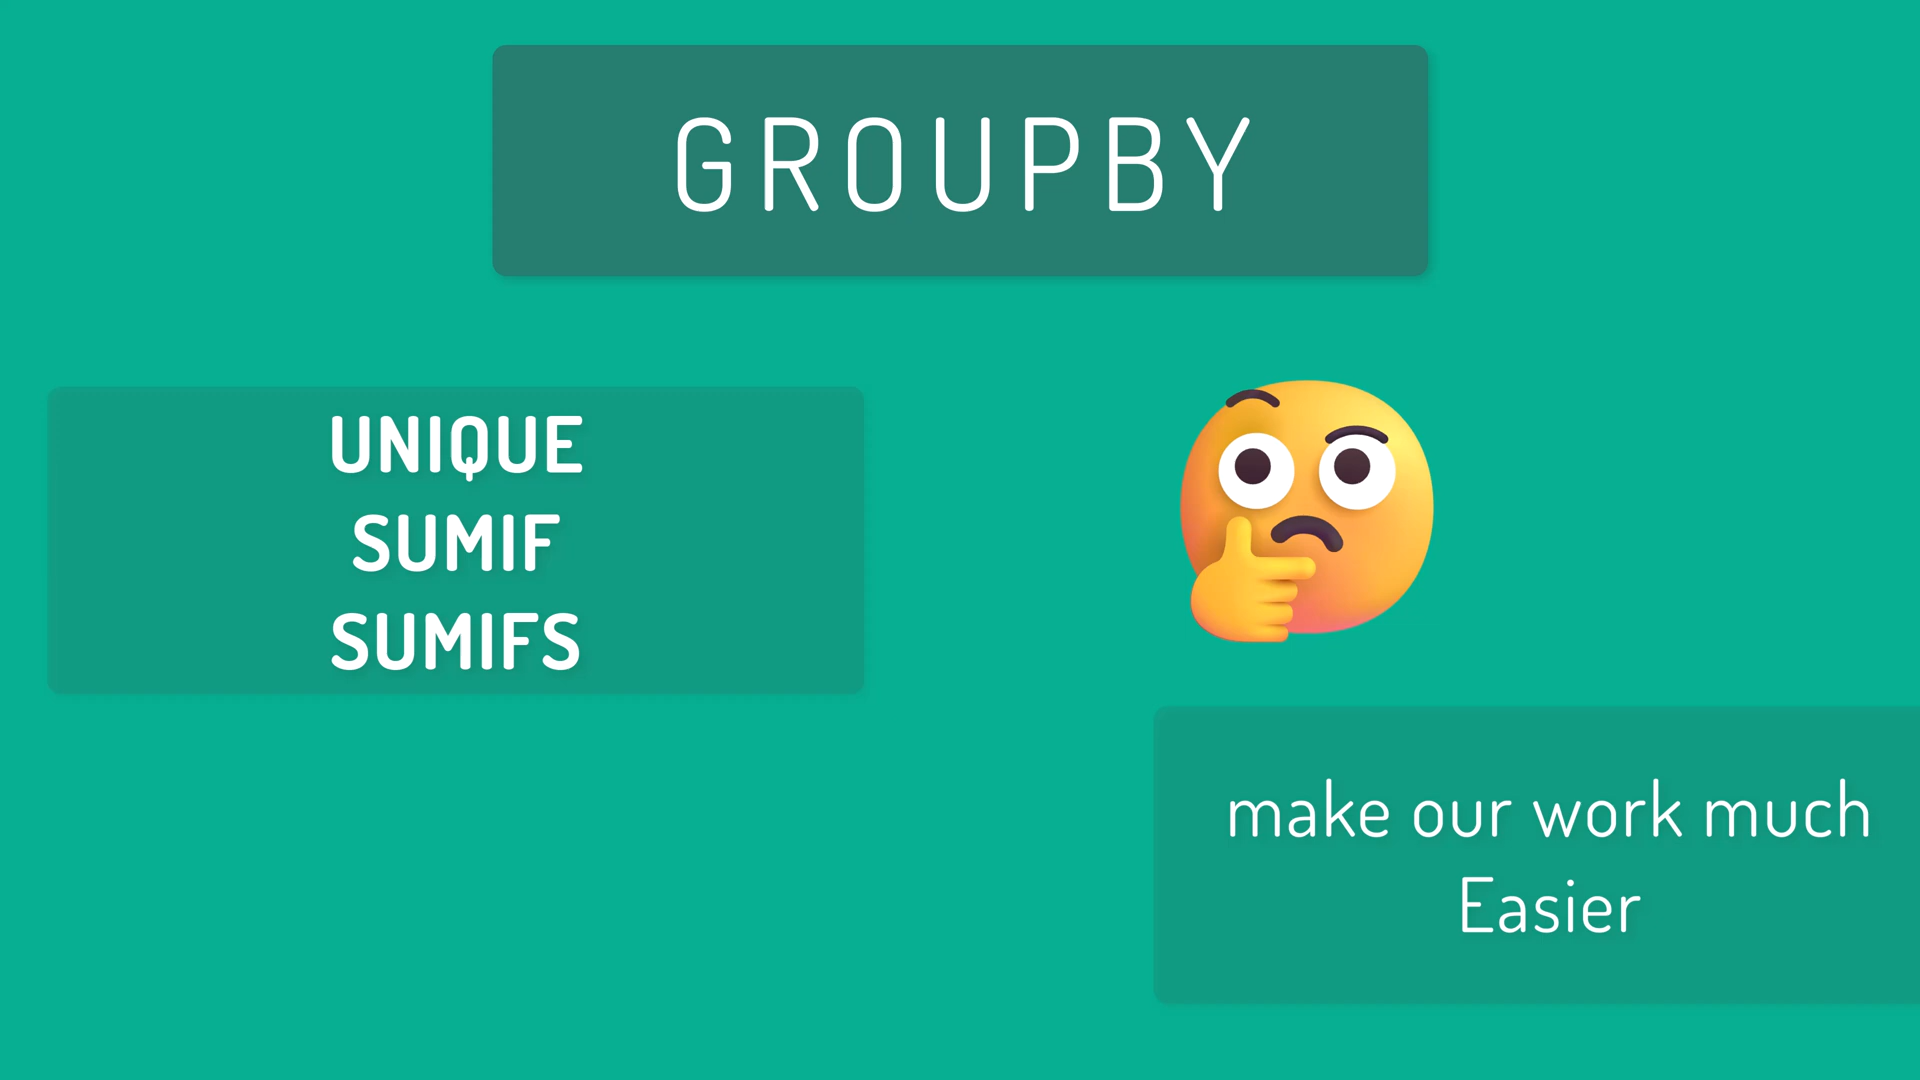 GROUPBY
UNIQUE
SUMIF
SUMIFS
make our work much
Easier